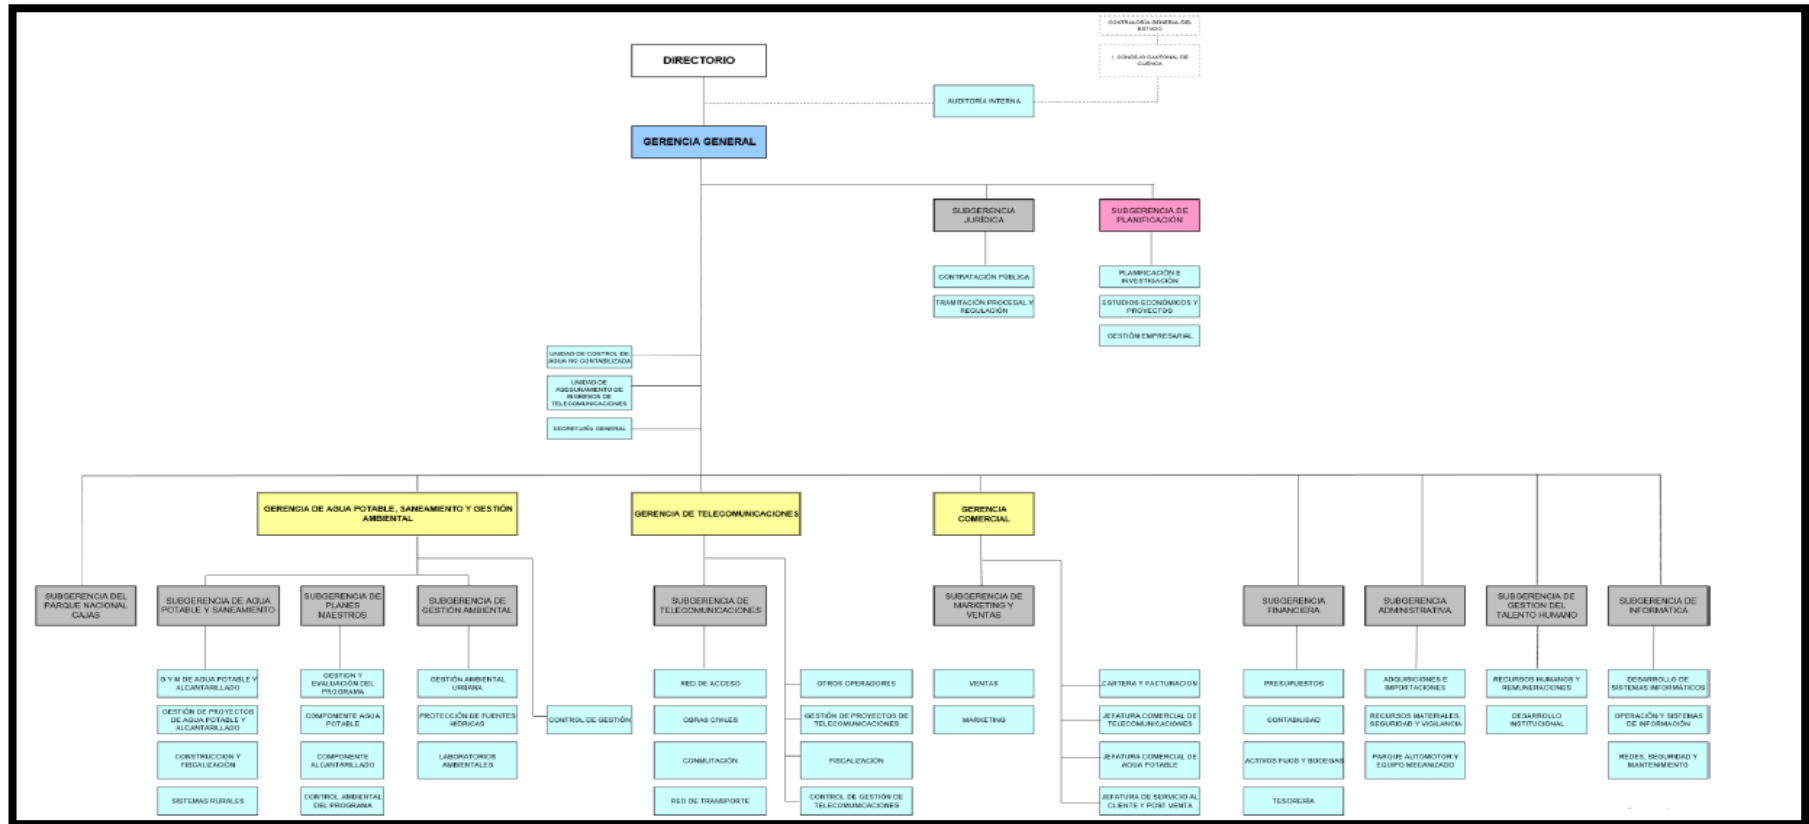 CONTRALORÍA GENERAL DEL
ESTADO
I. CONCEJO CANTONAL DE
CUENCA
DIRECTORIO
AUDITORÍA INTERNA
GERENCIA GENERAL
SUBGERENCIA
JURÍDICA
SUBGERENCIA DE
PLANIFICACIÓN
CONTRATACIÓN PÚBLICA
TRAMITACIÓN PROCESAL Y
REGULACIÓN
PLANIFICACIÓN E
INVESTIGACIÓN
ESTUDIOS ECONÓMICOS Y
PROYECTOS
GESTIÓN EMPRESARIAL
UNIDAD DE CONTROL DE
AGUA NO CONTABILIZADA
UNIDAD DE
ASEGURAMIENTO DE
INGRESOS DE
TELECOMUNICACIONES
SECRETARÍA GENERAL
GERENCIA DE AGUA POTABLE, SANEAMIENTO Y GESTIÓN
AMBIENTAL
GERENCIA DE TELECOMUNICACIONES
GERENCIA
COMERCIAL
SUBGERENCIA DEL
PARQUE NACIONAL
CAJAS
SUBGERENCIA DE AGUA
POTABLE Y SANEAMIENTO
SUBGERENCIA DE
PLANES
MAESTROS
SUBGERENCIA DE
GESTIÓN AMBIENTAL
SUBGERENCIA DE
TELECOMUNICACIONES
SUBGERENCIA DE
MARKETING Y
VENTAS
SUBGERENCIA
FINANCIERA
SUBGERENCIA
ADMINISTRATIVA
SUBGERENCIA DE
GESTION DEL
TALENTO HUMANO
SUBGERENCIA DE
INFORMÁTICA
O Y M DE AGUA POTABLE Y
ALCANTARILLADO
GESTIÓN DE PROYECTOS
DE AGUA POTABLE Y
ALCANTARILLADO
CONSTRUCCION Y
FISCALIZACIÓN
SISTEMAS RURALES
GESTION Y
EVALUACIÓN DEL
PROGRAMA
COMPONENTE AGUA
POTABLE
COMPONENTE
ALCANTARILLADO
CONTROL AMBIENTAL
DEL PROGRAMA
GESTIÓN AMBIENTAL
URBANA
PROTECCIÓN DE FUENTES
HÍDRICAS
LABORATORIOS
AMBIENTALES
CONTROL DE GESTIÓN
RED DE ACCESO
OBRAS CIVILES
CONMUTACIÓN
RED DE TRANSPORTE
OTROS OPERADORES
GESTIÓN DE PROYECTOS DE
TELECOMUNICACIONES
FISCALIZACIÓN
CONTROL DE GESTIÓN DE
TELECOMUNICACIONES
VENTAS
MARKETING
CARTERA Y FACTURACION
JEFATURA COMERCIAL DE
TELECOMUNICACIONES
JEFATURA COMERCIAL DE
AGUA POTABLE
JEFATURA DE SERVICIO AL
CLIENTE Y POST VENTA
PRESUPUESTOS
CONTABILIDAD
ACTIVOS FIJOS Y BODEGAS
TESORERÍA
ADQUISICIONES E
IMPORTACIONES
RECURSOS MATERIALES,
SEGURIDAD Y VIGILANCIA
PARQUE AUTOMOTOR Y
EQUIPO MECANIZADO
RECURSOS HUMANOS Y
REMUNERACIONES
DESARROLLO
INSTITUCIONAL
DESARROLLO DE
SISTEMAS INFORMÁTICOS
OPERACIÓN Y SISTEMAS
DE INFORMACIÓN
REDES, SEGURIDAD Y
MANTENIMIENTO